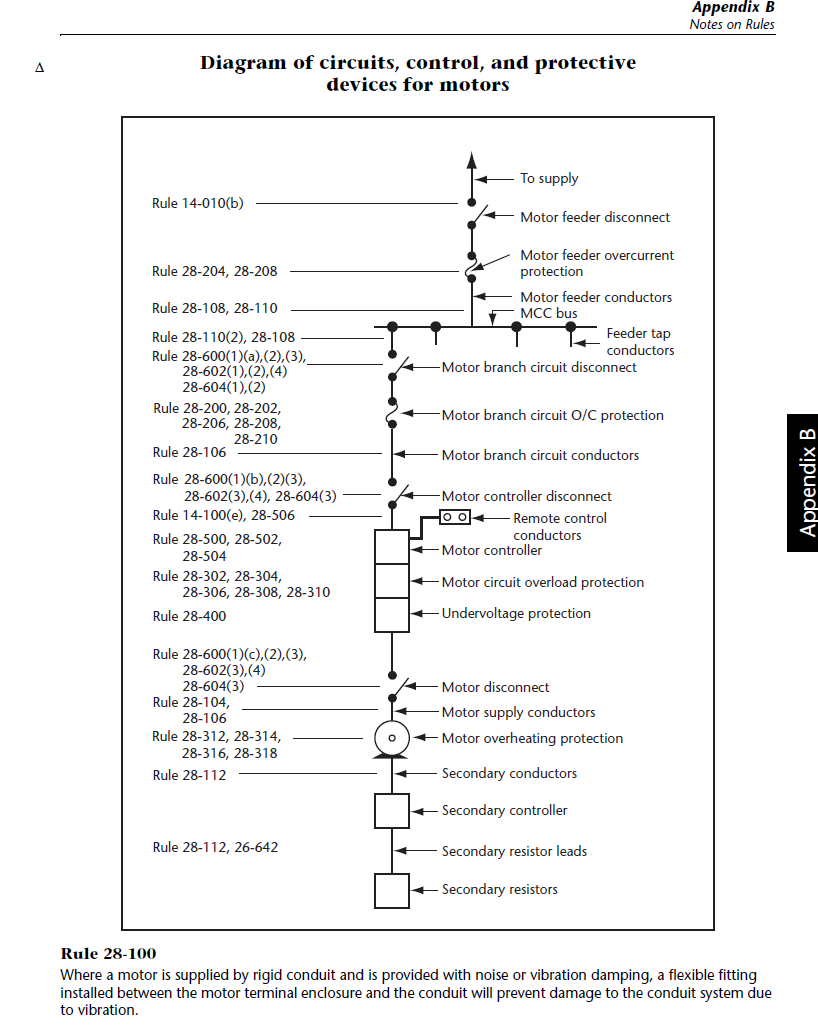 Appendix B
Notes on Rules
Δ
Diagram of circuits, control, and protective
devices for motors
To supply
Rule 14-010(b)
Motor feeder disconnect
Motor feeder overcurrent
protection
Rule 28-204, 28-208
Motor feeder conductors
Rule 28-108, 28-110
MCC bus
Feeder tap
conductors
Rule 28-110(2), 28-108
Rule 28-600(1)(a),(2),(3),
28-602(1),(2),(4)
28-604(1),(2)
Motor branch circuit disconnect
Rule 28-200, 28-202,
28-206, 28-208,
28-210
Motor branch circuit O/C protection
Rule 28-106
Motor branch circuit conductors
Rule 28-600(1)(b),(2)(3),
28-602(3),(4), 28-604(3)
Motor controller disconnect
Rule 14-100(e), 28-506
Remote control
conductors
Rule 28-500, 28-502,
28-504
Motor controller
Rule 28-302, 28-304,
28-306, 28-308, 28-310
Motor circuit overload protection
Rule 28-400
Undervoltage protection
Rule 28-600(1)(c),(2),(3),
28-602(3),(4)
28-604(3)
Motor disconnect
Rule 28-104,
28-106
Motor supply conductors
Rule 28-312, 28-314,
28-316, 28-318
Motor overheating protection
Rule 28-112
Secondary conductors
Secondary controller
Rule 28-112, 26-642
Secondary resistor leads
Secondary resistors
Appendix B
Rule 28-100
Where a motor is supplied by rigid conduit and is provided with noise or vibration damping, a flexible fitting
installed between the motor terminal enclosure and the conduit will prevent damage to the conduit system due
to vibration.